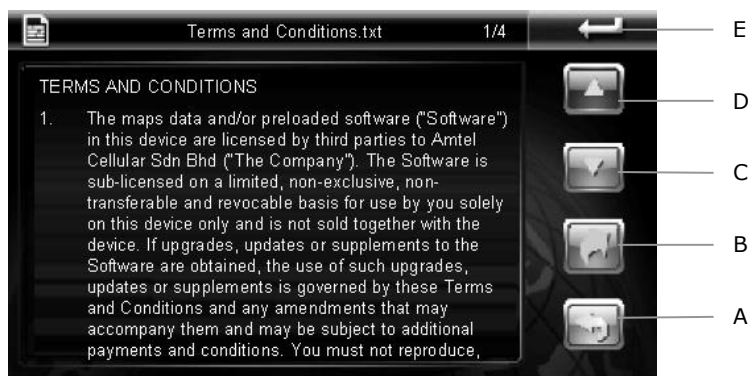 Terms and Conditions.txt 1/4
E
TERMS AND CONDITIONS
D
1. The maps data and/or preloaded software ("Software")
in this device are licensed by third parties to Amtel
Cellular Sdn Bhd ("The Company"). The Software is
sub-licensed on a limited, non-exclusive, non-
C
transferable and revocable basis for use by you solely
on this device only and is not sold together with the
device. If upgrades, updates or supplements to the
B
Software are obtained, the use of such upgrades,
updates or supplements is governed by these Terms
and Conditions and any amendments that may
A
accompany them and may be subject to additional
payments and conditions. You must not reproduce,